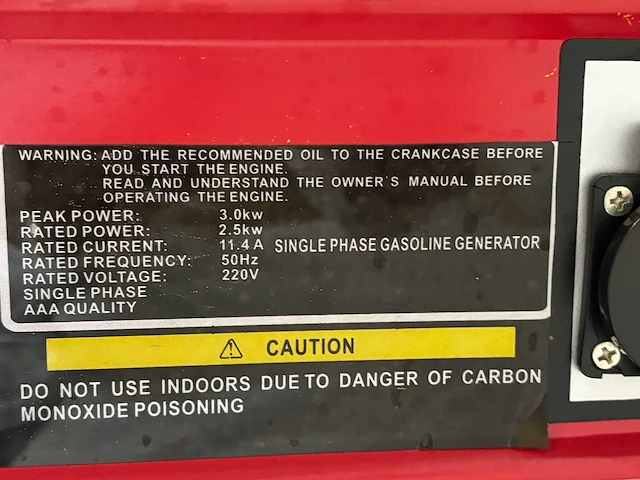 WARNING: ADD THE RECOMMENDED OIL TO THE CRANKCASE BEFORE
YOU START THE ENGINE.
READ AND UNDERSTAND THE OWNER'S MANUAL BEFORE
OPERATING THE ENGINE.
PEAK POWER: 3.0kw
RATED POWER: 2.5kw
RATED CURRENT: 11.4A SINGLE PHASE GASOLINE GENERATOR
RATED FREQUENCY: 50Hz
RATED VOLTAGE: 220V
SINGLE PHASE
AAA QUALITY
CAUTION
DO NOT USE INDOORS DUE TO DANGER OF CARBON
MONOXIDE POISONING